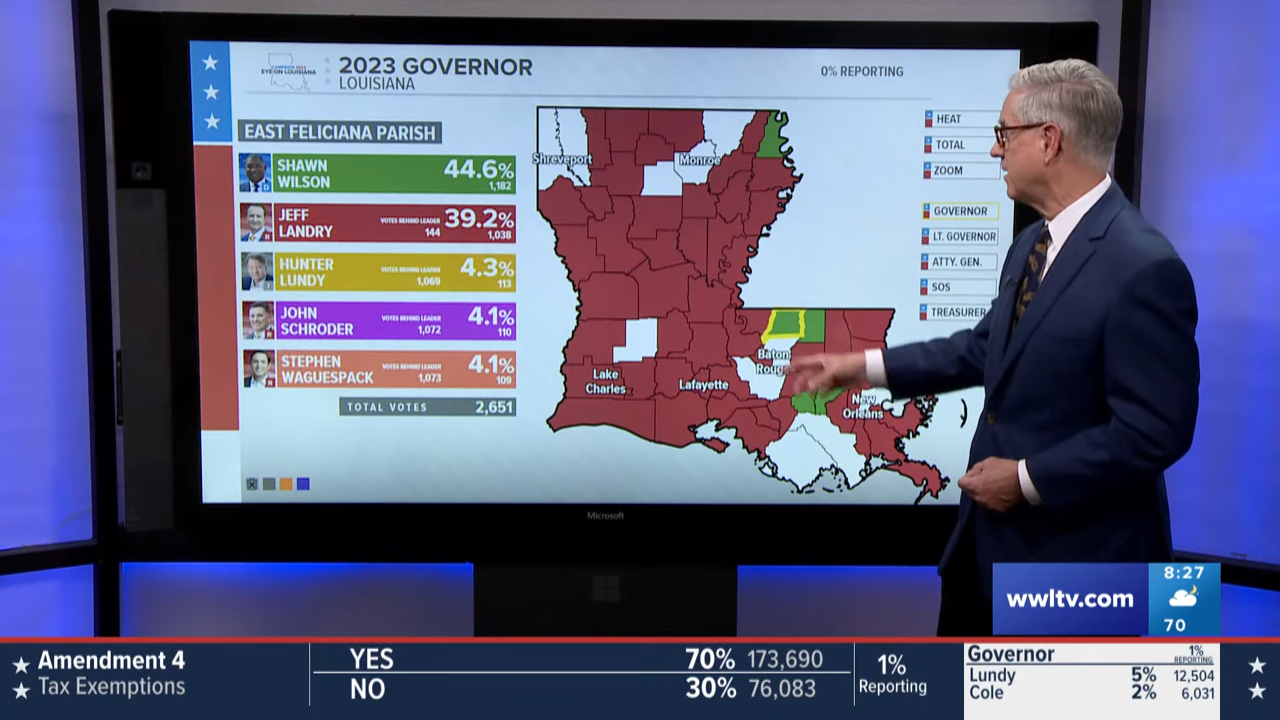 CAMPAIGN 2023
EYE ON LOUISIANA
2023 GOVERNOR
LOUISIANA
0% REPORTING
EAST FELICIANA PARISH
SHAWN
WILSON
44.6%
1,182
JEFF
LANDRY
VOTES BEHIND LEADER
144
39.2%
1,038
HUNTER
LUNDY
VOTES BEHIND LEADER
1,069
4.3%
113
JOHN
SCHRODER
VOTES BEHIND LEADER
1,072
4.1%
110
STEPHEN
WAGUESPACK
VOTES BEHIND LEADER
1,073
4.1%
109
TOTAL VOTES 2,651
Shreveport
Monroe
Baton
Rouge
Lake
Charles
Lafayette
New
Orleans
HEAT
TOTAL
ZOOM
GOVERNOR
LT. GOVERNOR
ATTY. GEN.
SOS
TREASURER
Microsoft
wwltv.com
8:27
70
Amendment 4
Tax Exemptions
YES 70% 173,690
NO 30% 76,083
1%
Reporting
Governor
1%
REPORTING
Lundy 5% 12,504
Cole 2% 6,031